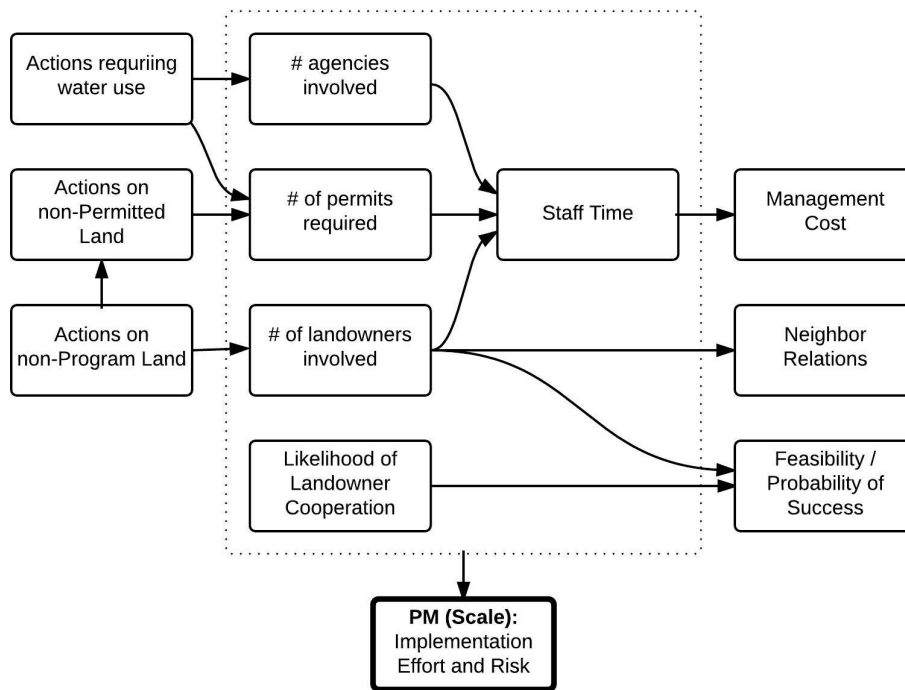 Actions requriing
water use
# agencies
involved
Actions on
non-Permitted
Land
# of permits
required
Staff Time
Management
Cost
Actions on
non-Program Land
# of landowners
involved
Neighbor
Relations
Likelihood of
Landowner
Cooperation
Feasibility /
Probability of
Success
PM (Scale):
Implementation
Effort and Risk